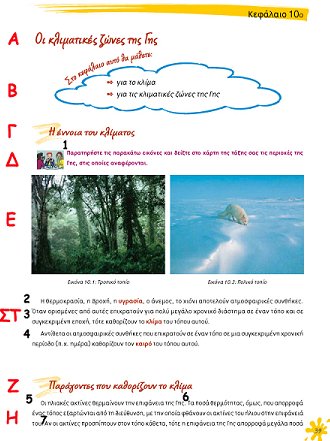 Κεφάλαιο 10ο
Α
Οι κλιματικές ζώνες της Γης
Στο κεφάλαιο αυτό θα μάθετε:
⇨ για το κλίμα
Β
⇨ για τις κλιματικές ζώνες της Γης
Γ
Η έννοια του κλίματος
1
Δ
Παρατηρήστε τις παρακάτω εικόνες και δείξτε στο χάρτη της τάξης σας τις περιοχές της
Γης, στις οποίες αναφέρονται.
Ε
Εικόνα 10.1: Τροπικό τοπίο
Εικόνα 10.2: Πολικό τοπίο
2
Η θερμοκρασία, η βροχή, η υγρασία, ο άνεμος, το χιόνι αποτελούν ατμοσφαιρικές συνθήκες.
ΣΤ
3
Όταν ορισμένες από αυτές επικρατούν για πολύ μεγάλο χρονικό διάστημα σε έναν τόπο και σε
συγκεκριμένη εποχή, τότε καθορίζουν το κλίμα του τόπου αυτού.
4
Αντίθετα οι ατμοσφαιρικές συνθήκες που επικρατούν σε έναν τόπο σε μια συγκεκριμένη χρονική
περίοδο (π.χ. ημέρα) καθορίζουν τον καιρό του τόπου αυτού.
Ζ
Παράγοντες που καθορίζουν το κλίμα
5
6
Οι ηλιακές ακτίνες θερμαίνουν την επιφάνεια της Γης. Τα ποσά θερμότητας, όμως, που απορροφά
ένας τόπος εξαρτώνται από τη διεύθυνση, με την οποία φθάνουν οι ακτίνες του ήλιου στην επιφάνειά
Η
7
του. Αν οι ακτίνες προσπίπτουν στον τόπο κάθετα, τότε η επιφάνεια της Γης απορροφά μεγάλα ποσά